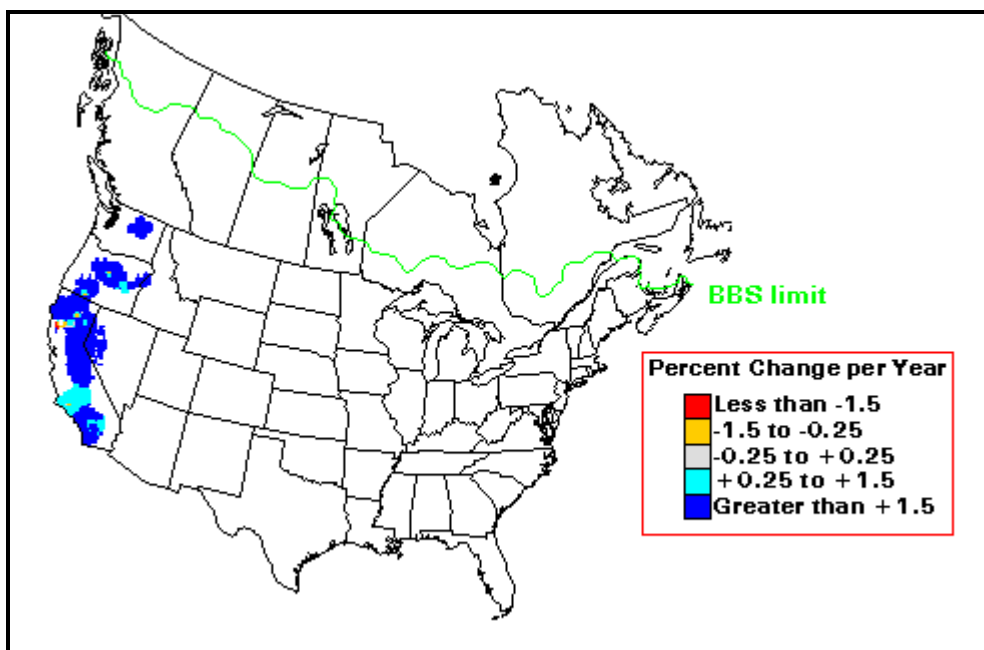 BBS limit
Percent Change per Year
Less than -1.5
-1.5 to -0.25
-0.25 to +0.25
+0.25 to +1.5
Greater than +1.5